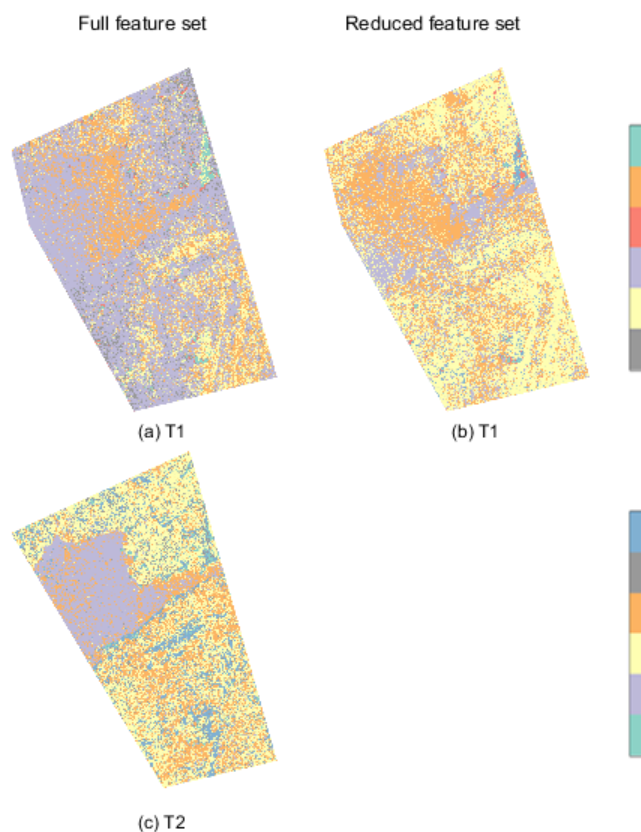 Full feature set
Reduced feature set
(a) T1
(b) T1
(c) T2